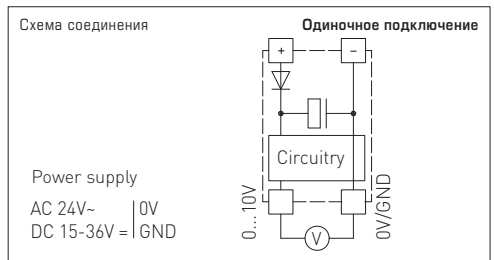 Схема соединения
Одиночное подключение
+ −
Circuitry
Power supply
AC 24V~ | 0V
DC 15-36V = | GND
0...10V
0V/GND
V